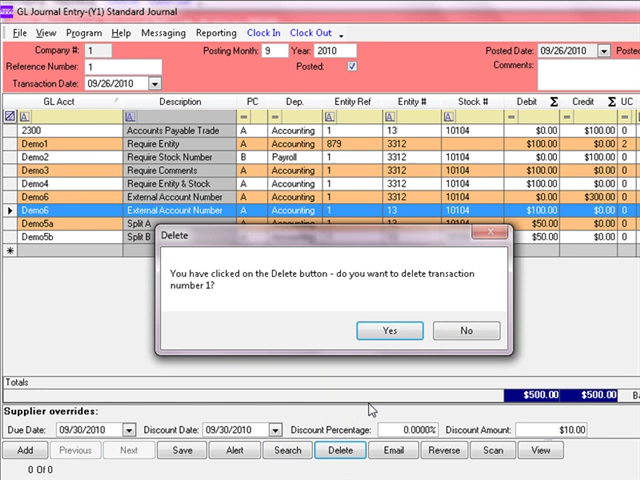 GL Journal Entry-(Y1) Standard Journal
File View Program Help Messaging Reporting Clock In Clock Out
Company #: 1 Posting Month: 9 Year: 2010 Posted Date: 09/26/2010 Poste
Reference Number: 1 Posted: Comments:
Transaction Date: 09/26/2010
GL Acct Description PC Dep. Entity Ref Entity # Stock # Debit Σ Credit Σ UC
2300 Accounts Payable Trade A Accounting 1 13 10104 $0.00 $100.00 0
Demo1 Require Entity A Accounting 879 3312 $100.00 $0.00 2
Demo2 Require Stock Number B Payroll 1 3312 10104 $100.00 $0.00 0
Demo3 Require Comments A Accounting 1 3312 10104 $100.00 $0.00 0
Demo4 Require Entity & Stock A Accounting 1 3312 10104 $100.00 $0.00 0
Demo6 External Account Number A Accounting 1 3312 10104 $0.00 $300.00 0
Demo6 External Account Number A Accounting 1 13 10104 $100.00 $0.00 0
Demo5a Split A 10104 $50.00 $0.00 0
Demo5b Split B 10104 $50.00 $0.00 0
Delete
You have clicked on the Delete button - do you want to delete transaction
number 1?
Yes No
Totals
$500.00 $500.00 Ba
Supplier overrides:
Due Date: 09/30/2010 Discount Date: 09/30/2010 Discount Percentage: 0.0000% Discount Amount: $10.00
Add Previous Next Save Alert Search Delete Email Reverse Scan View
0 Of 0